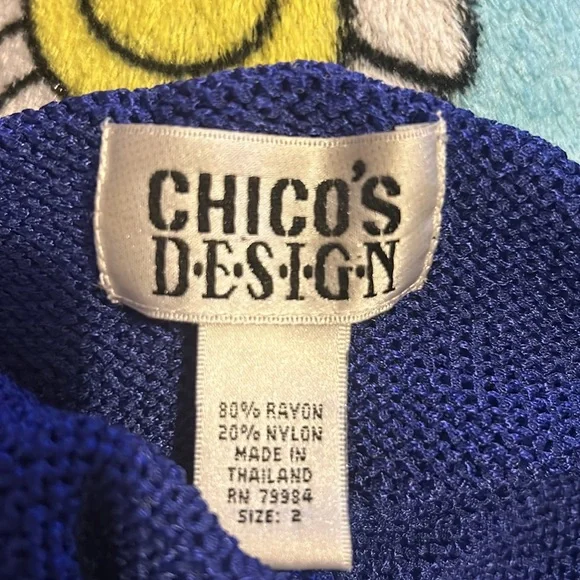 CHICO'S
D·E·S·I·G·N
80% RAYON
20% NYLON
MADE IN
THAILAND
RN 79984
SIZE: 2